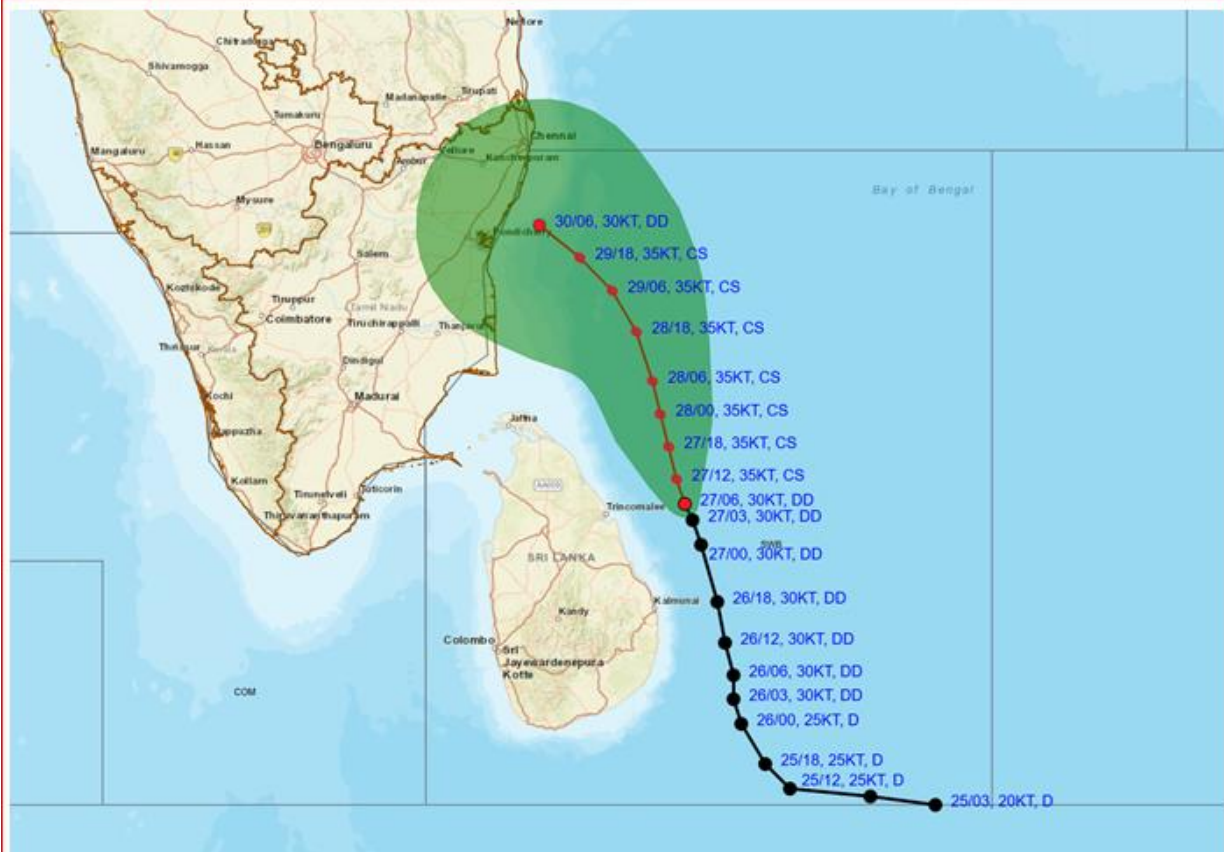 Nellore
Chitradurga
Shivamogga
Madanapalle
Tirupati
Tumakuru
Chennai
Hassan
Bengaluru
Mangaluru
Vellore
Kanchipuram
Ambur
Bay of Bengal
Mysure
30/06, 30KT, DD
Pondicherry
29/18, 35KT, CS
Salem
Kozhikode
29/06, 35KT, CS
Tiruppur
Tamil Nadu
Coimbatore
Tiruchirappalli
28/18, 35KT, CS
Thrissur
Kerala
Dindigul
28/06, 35KT, CS
Kochi
Madurai
28/00, 35KT, CS
Jaffna
Alappuzha
27/18, 35KT, CS
Kollam
27/12, 35KT, CS
Tirunelveli
Tuticorin
27/06, 30KT, DD
Trincomalee
Thiruvananthapuram
27/03, 30KT, DD
27/00, 30KT, DD
SRI LANKA
26/18, 30KT, DD
Kalmunai
Kandy
26/12, 30KT, DD
Colombo
Sri
Jayewardenepura
Kotte
26/06, 30KT, DD
COM
26/03, 30KT, DD
26/00, 25KT, D
25/18, 25KT, D
25/12, 25KT, D
25/03, 20KT, D